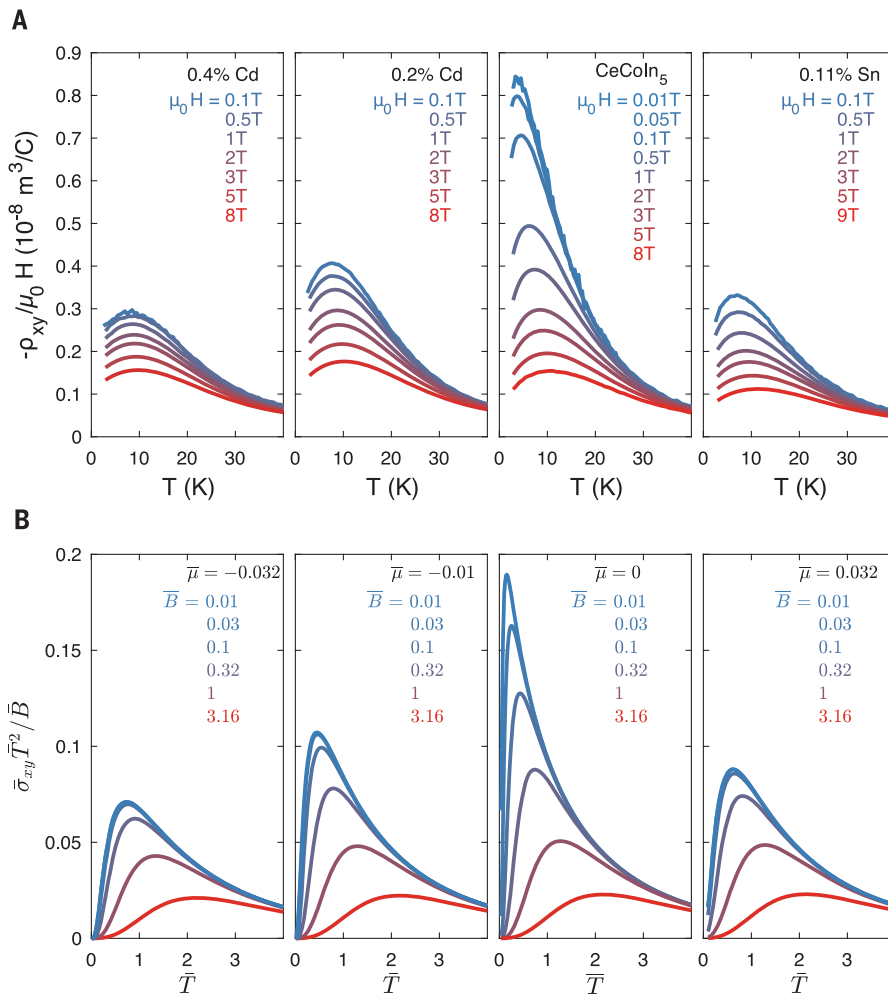 A
-ρxy/μ0 H (10^-8 m^3/C)
0.9
0.8
0.7
0.6
0.5
0.4
0.3
0.2
0.1
0
0.4% Cd
μ0 H = 0.1T
0.5T
1T
2T
3T
5T
8T
0 10 20 30
T (K)
0.2% Cd
μ0 H = 0.1T
0.5T
1T
2T
3T
5T
8T
0 10 20 30
T (K)
CeCoIn5
μ0 H = 0.01T
0.05T
0.1T
0.5T
1T
2T
3T
5T
8T
0 10 20 30
T (K)
0.11% Sn
μ0 H = 0.1T
0.5T
1T
2T
3T
5T
9T
0 10 20 30
T (K)
B
σ̄xy T̄^2/B̄
0.2
0.15
0.1
0.05
0
μ̄ = −0.032
B̄ = 0.01
0.03
0.1
0.32
1
3.16
0 1 2 3
T̄
μ̄ = −0.01
B̄ = 0.01
0.03
0.1
0.32
1
3.16
0 1 2 3
T̄
μ̄ = 0
B̄ = 0.01
0.03
0.1
0.32
1
3.16
0 1 2 3
T̄
μ̄ = 0.032
B̄ = 0.01
0.03
0.1
0.32
1
3.16
0 1 2 3
T̄